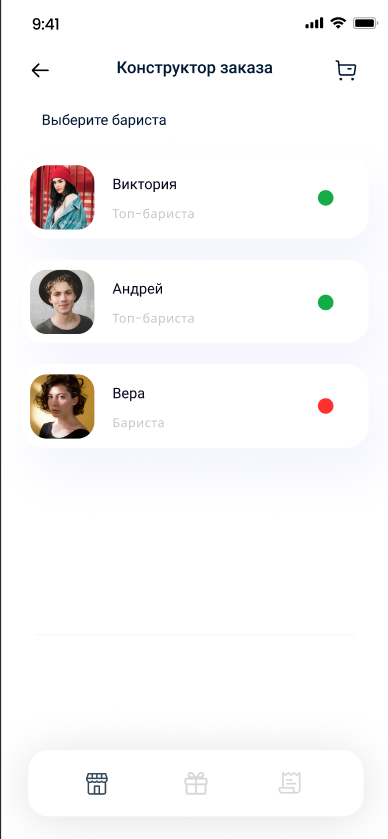 9:41
Конструктор заказа
Выберите бариста
Виктория
Топ-бариста
Андрей
Топ-бариста
Вера
Бариста